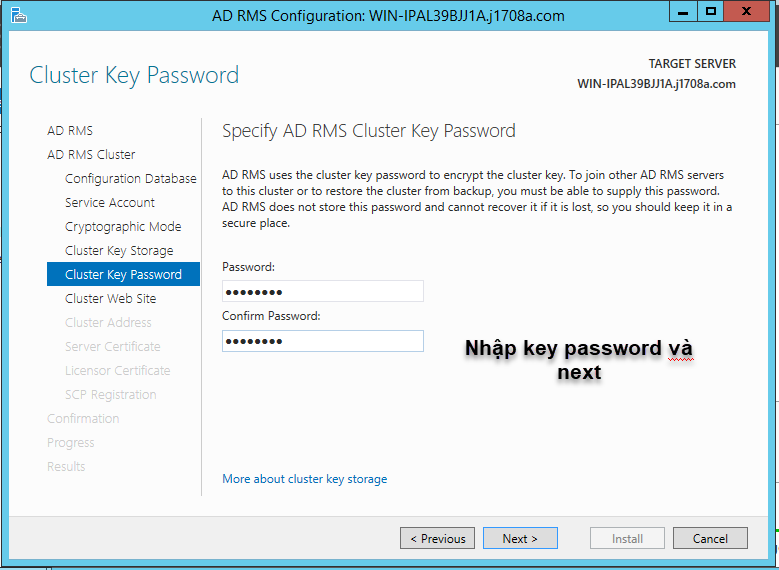 AD RMS Configuration: WIN-IPAL39BJJ1A.j1708a.com
Cluster Key Password
TARGET SERVER
WIN-IPAL39BJJ1A.j1708a.com
AD RMS
AD RMS Cluster
Configuration Database
Service Account
Cryptographic Mode
Cluster Key Storage
Cluster Key Password
Cluster Web Site
Cluster Address
Server Certificate
Licensor Certificate
SCP Registration
Confirmation
Progress
Results
Specify AD RMS Cluster Key Password
AD RMS uses the cluster key password to encrypt the cluster key. To join other AD RMS servers
to this cluster or to restore the cluster from backup, you must be able to supply this password.
AD RMS does not store this password and cannot recover it if it is lost, so you should keep it in a
secure place.
Password:
••••••••
Confirm Password:
••••••••
Nhập key password và
next
More about cluster key storage
< Previous
Next >
Install
Cancel